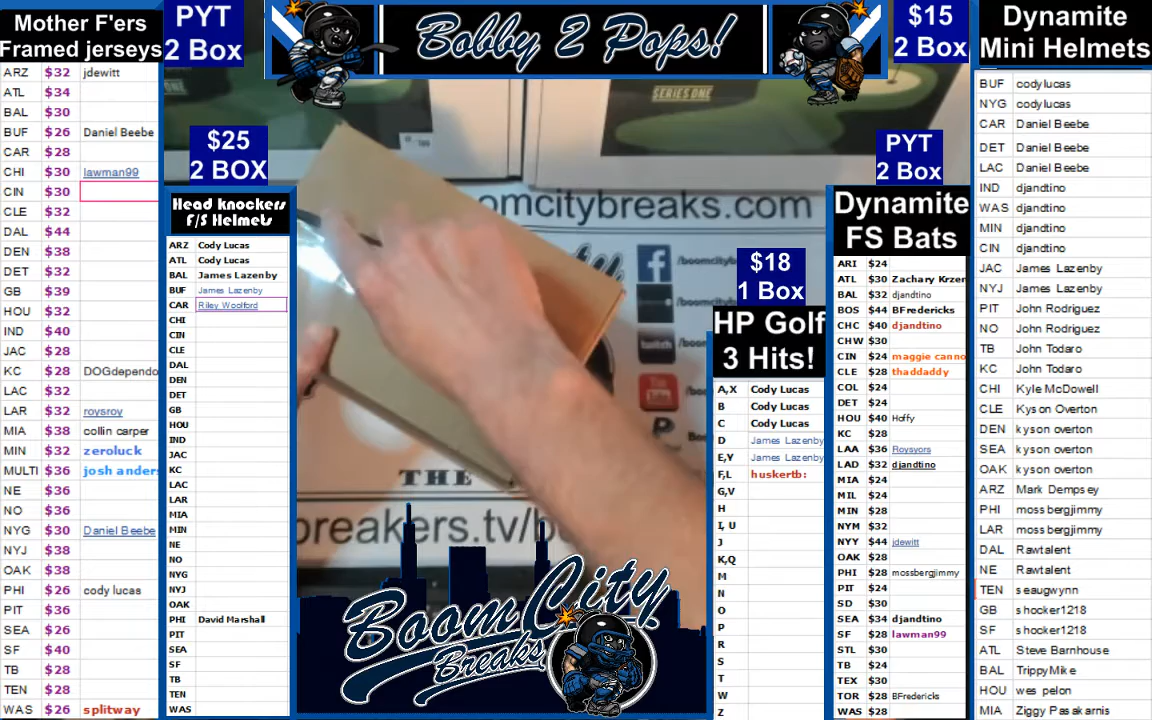 Mother F'ers
Framed jerseys
ARZ $32 jdewitt
ATL $34
BAL $30
BUF $26 Daniel Beebe
CAR $28
CHI $30 lawman99
CIN $30
CLE $32
DAL $44
DEN $38
DET $32
GB $39
HOU $32
IND $40
JAC $28
KC $28 DOGdependo
LAC $32
LAR $32 roysroy
MIA $38 collin carper
MIN $32 zeroluck
MULTI $36 josh anders
NE $36
NO $36
NYG $30 Daniel Beebe
NYJ $38
OAK $38
PHI $26 cody lucas
PIT $36
SEA $26
SF $40
TB $28
TEN $28
WAS $26 splitway
PYT
2 Box
$25
2 BOX
Head knockers
F/S Helmets
ARZ Cody Lucas
ATL Cody Lucas
BAL James Lazenby
BUF James Lazenby
CAR Riley Woolford
CHI
CIN
CLE
DAL
DEN
DET
GB
HOU
IND
JAC
KC
LAC
LAR
MIA
MIN
NE
NO
NYG
NYJ
OAK
PHI David Marshall
PIT
SEA
SF
TB
TEN
WAS
Bobby 2 Pops!
SERIES ONE
omcitybreaks.com
/boomcityb
/boomcity
/boomcit
twitch
/boo
You
THE
breakers.tv/b
Boom City
Breaks
$18
1 Box
HP Golf
3 Hits!
A,X Cody Lucas
B Cody Lucas
C Cody Lucas
D James Lazenby
E,Y James Lazenby
F,L huskertb:
G,V
H
I, U
J
K,Q
M
N
O
P
R
S
T
W
Z
$15
2 Box
PYT
2 Box
Dynamite
FS Bats
ARI $24
ATL $30 Zachary Krzer
BAL $32 djandtino
BOS $44 BFredericks
CHC $40 djandtino
CHW $30
CIN $24 maggie canno
CLE $28 thaddaddy
COL $24
DET $24
HOU $40 Hoffy
KC $28
LAA $36 Roysyors
LAD $32 djandtino
MIA $24
MIL $24
MIN $28
NYM $32
NYY $44 jdewitt
OAK $28
PHI $28 mossbergjimmy
PIT $24
SD $30
SEA $34 djandtino
SF $28 lawman99
STL $30
TB $24
TEX $30
TOR $28 BFredericks
WAS $28
Dynamite
Mini Helmets
BUF codylucas
NYG codylucas
CAR Daniel Beebe
DET Daniel Beebe
LAC Daniel Beebe
IND djandtino
WAS djandtino
MIN djandtino
CIN djandtino
JAC James Lazenby
NYJ James Lazenby
PIT John Rodriguez
NO John Rodriguez
TB John Todaro
KC John Todaro
CHI Kyle McDowell
CLE Kyson Overton
DEN kyson overton
SEA kyson overton
OAK kyson overton
ARZ Mark Dempsey
PHI mossbergjimmy
LAR mossbergjimmy
DAL Rawtalent
NE Rawtalent
TEN seaugwynn
GB shocker1218
SF shocker1218
ATL Steve Barnhouse
BAL TrippyMike
HOU wes pelon
MIA Ziggy Pasakarnis